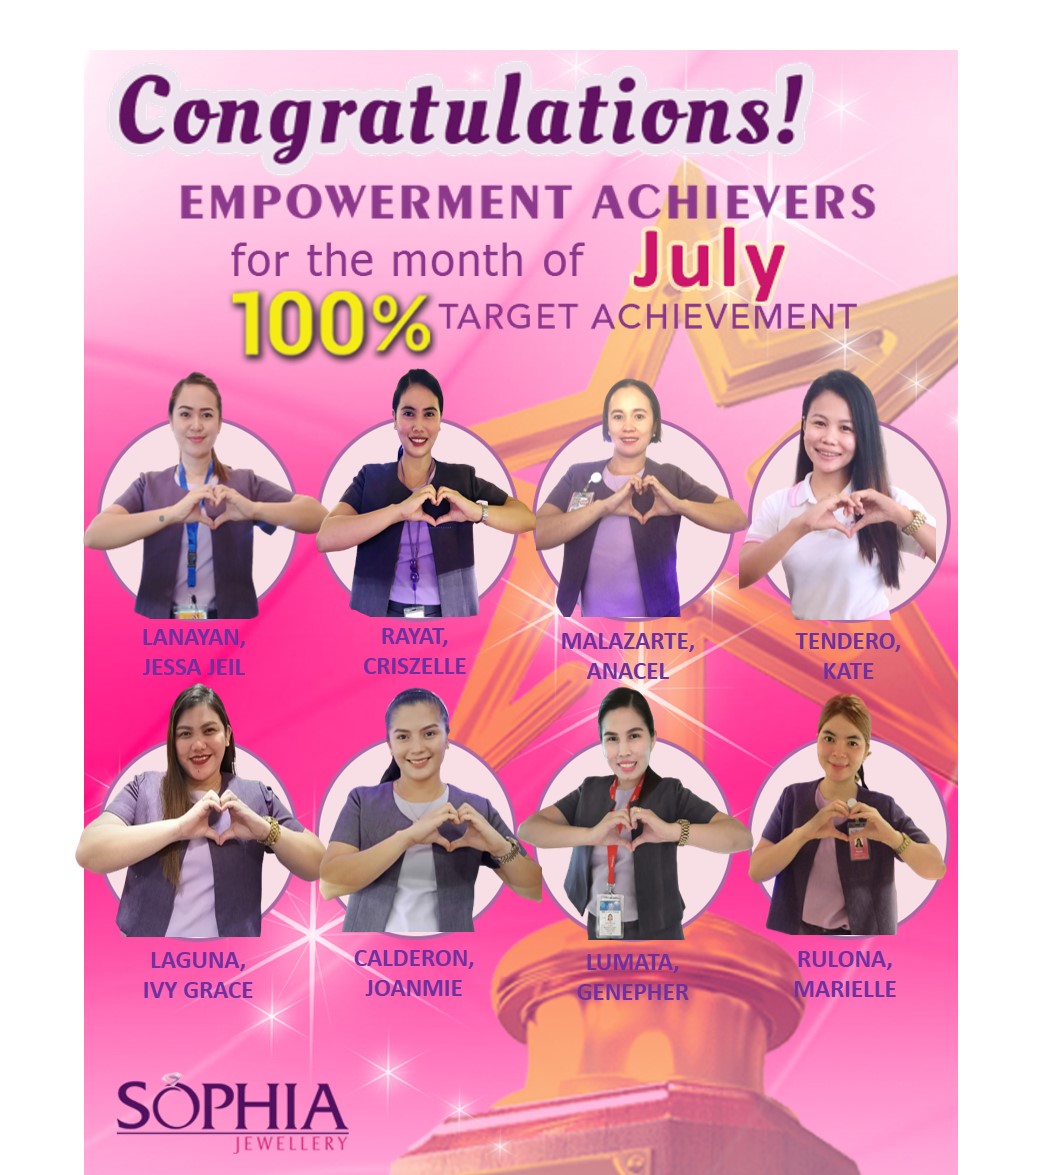 Congratulations!
EMPOWERMENT ACHIEVERS
for the month of July
100% TARGET ACHIEVEMENT
LANAYAN,
JESSA JEIL
RAYAT,
CRISZELLE
MALAZARTE,
ANACEL
TENDERO,
KATE
LAGUNA,
IVY GRACE
CALDERON,
JOANMIE
LUMATA,
GENEPHER
RULONA,
MARIELLE
SOPHIA
JEWELLERY